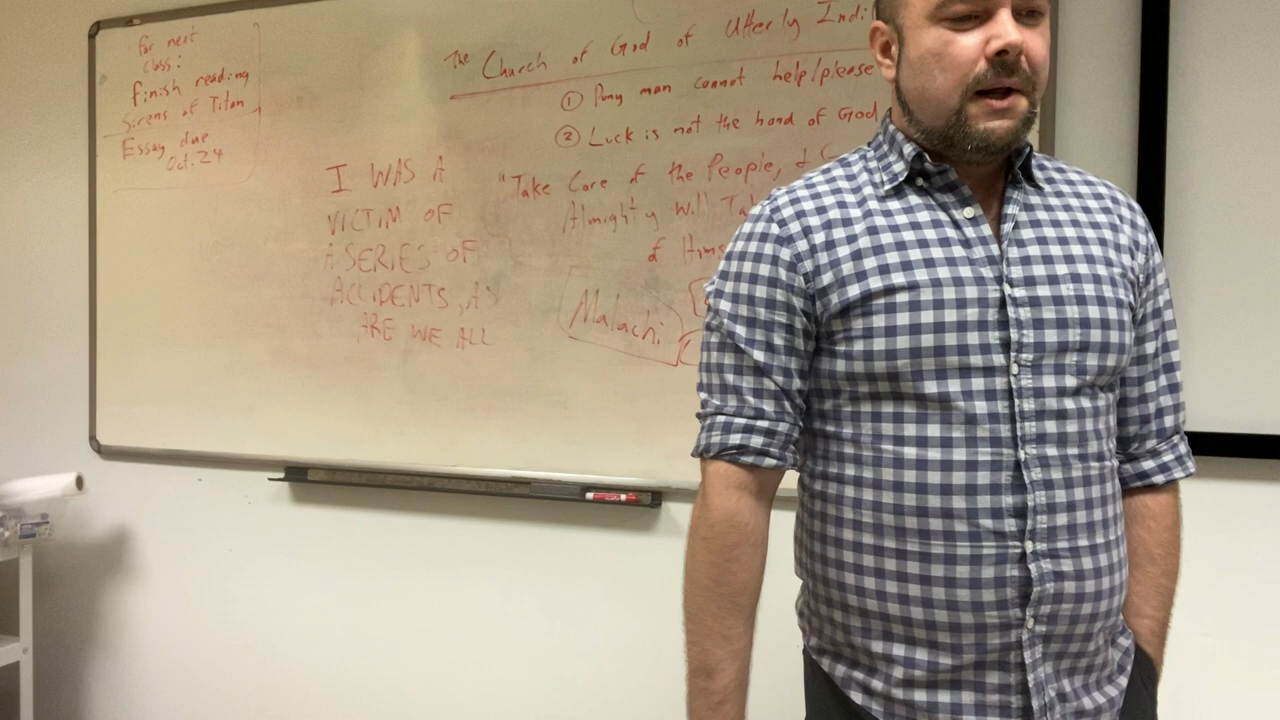 for next
class:
finish reading
Sirens of Titan
Essay due
Oct. 24
The Church of God of Utterly Indi
① Puny man cannot help/please
② Luck is not the hand of God
"Take Care of the People, &
Almighty Will
of Hims
I WAS A
VICTIM OF
A SERIES OF
ACCIDENTS, AS
ARE WE ALL
Malachi